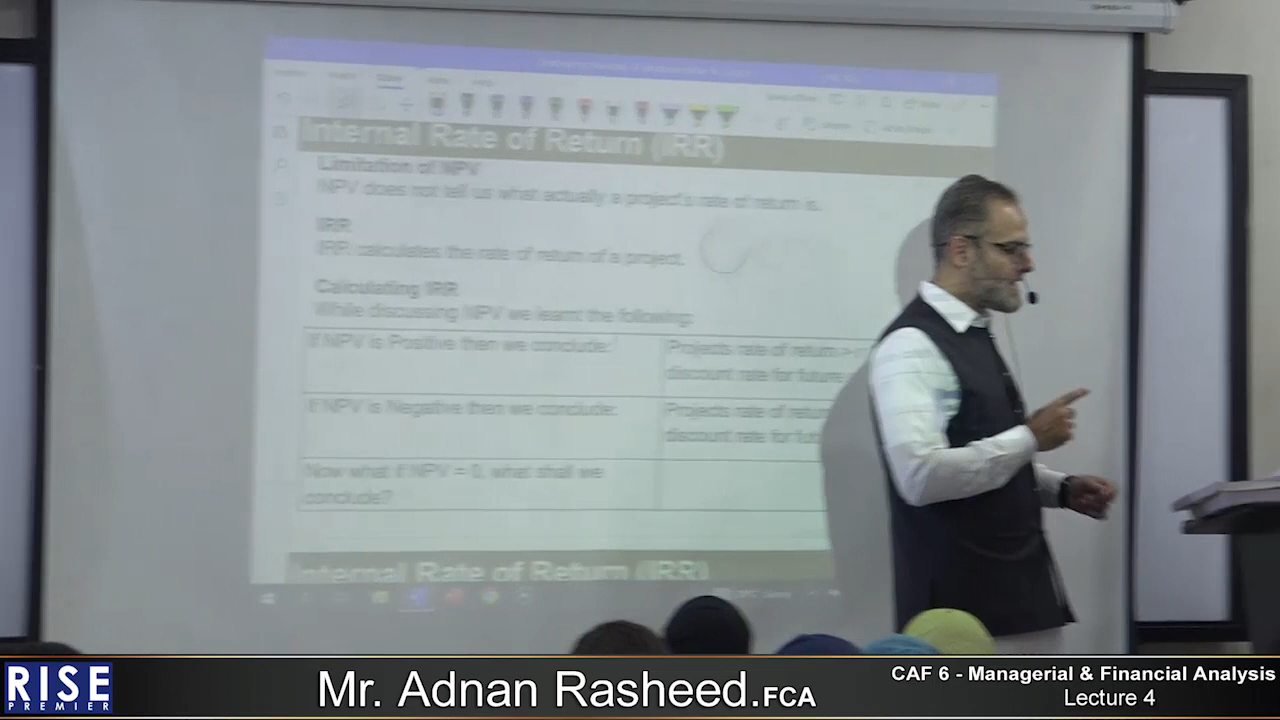 Internal Rate of Return (IRR)
Limitation of NPV
NPV does not tell us what actually a project's rate of return is.
IRR
IRR calculates the rate of return of a project.
Calculating IRR
While discussing NPV we learnt the following:
If NPV is Positive then we conclude:
Projects rate of return >
discount rate for future
If NPV is Negative then we conclude:
Projects rate of
discount rate for
Now what if NPV = 0, what shall we
conclude?
Internal Rate of Return (IRR)
RISE
PREMIER
Mr. Adnan Rasheed.FCA
CAF 6 - Managerial & Financial Analysis
Lecture 4